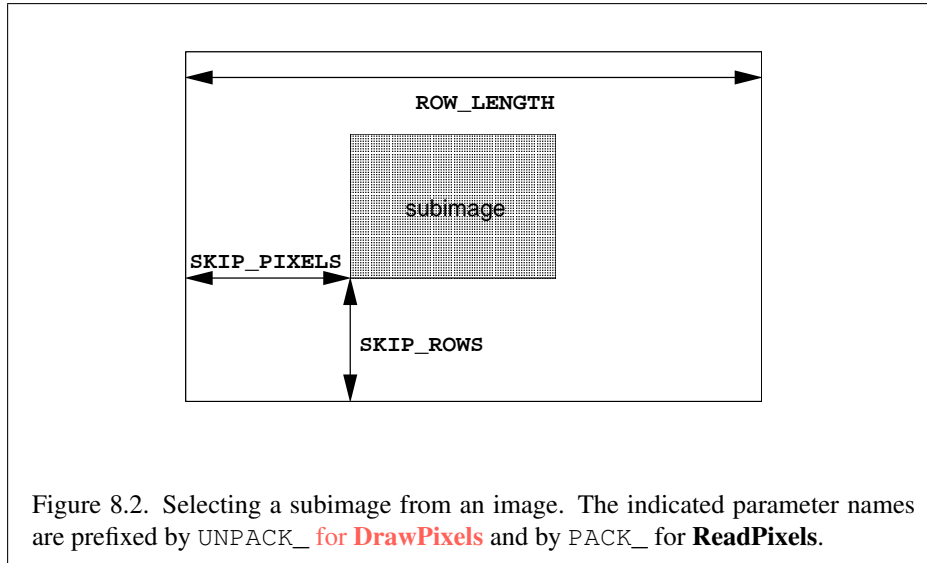 ROW_LENGTH
subimage
SKIP_PIXELS
SKIP_ROWS
Figure 8.2. Selecting a subimage from an image. The indicated parameter names
are prefixed by UNPACK_ for DrawPixels and by PACK_ for ReadPixels.